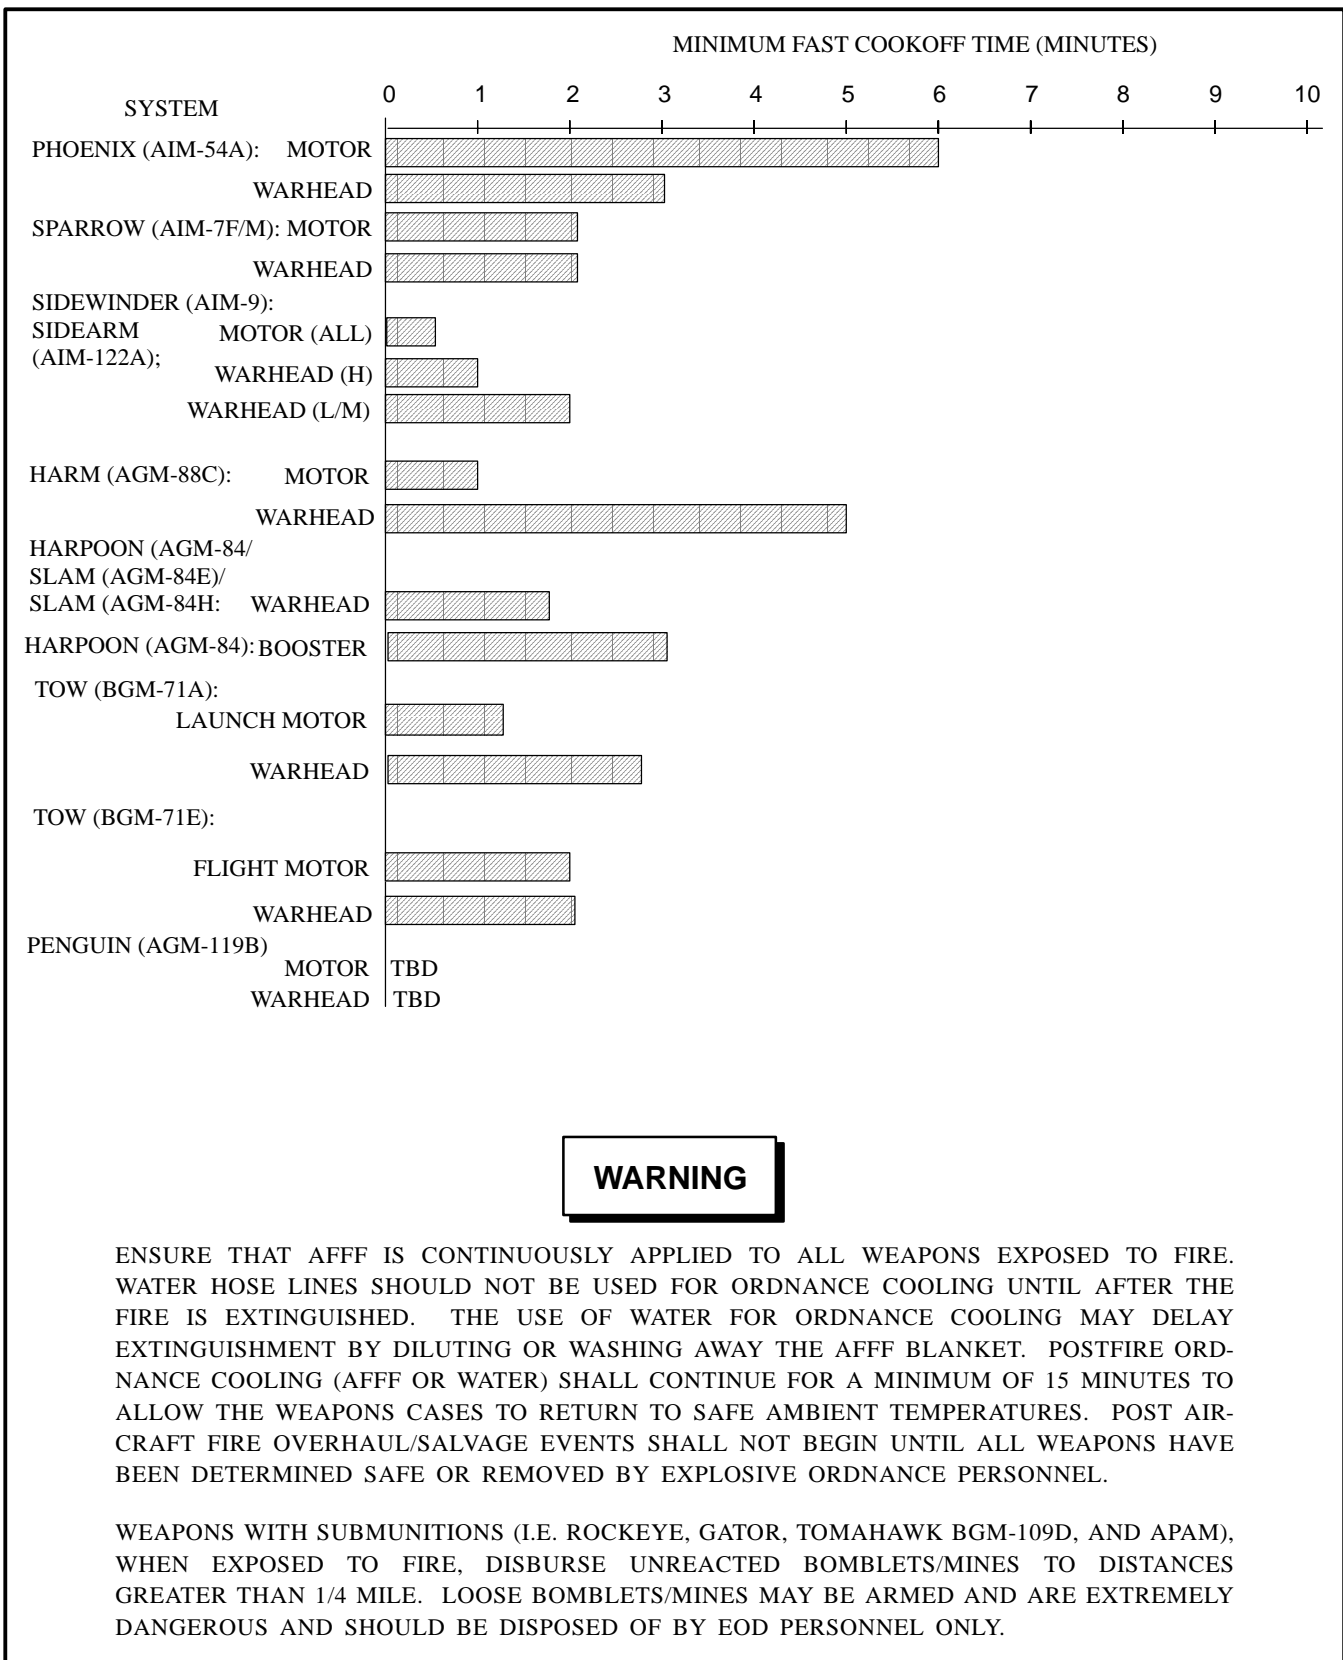 MINIMUM FAST COOKOFF TIME (MINUTES)
SYSTEM
0 1 2 3 4 5 6 7 8 9 10
PHOENIX (AIM-54A): MOTOR
WARHEAD
SPARROW (AIM-7F/M): MOTOR
WARHEAD
SIDEWINDER (AIM-9):
SIDEARM MOTOR (ALL)
(AIM-122A);
WARHEAD (H)
WARHEAD (L/M)
HARM (AGM-88C): MOTOR
WARHEAD
HARPOON (AGM-84/
SLAM (AGM-84E)/
SLAM (AGM-84H: WARHEAD
HARPOON (AGM-84): BOOSTER
TOW (BGM-71A):
LAUNCH MOTOR
WARHEAD
TOW (BGM-71E):
FLIGHT MOTOR
WARHEAD
PENGUIN (AGM-119B)
MOTOR TBD
WARHEAD TBD
WARNING
ENSURE THAT AFFF IS CONTINUOUSLY APPLIED TO ALL WEAPONS EXPOSED TO FIRE.
WATER HOSE LINES SHOULD NOT BE USED FOR ORDNANCE COOLING UNTIL AFTER THE
FIRE IS EXTINGUISHED. THE USE OF WATER FOR ORDNANCE COOLING MAY DELAY
EXTINGUISHMENT BY DILUTING OR WASHING AWAY THE AFFF BLANKET. POSTFIRE ORD-
NANCE COOLING (AFFF OR WATER) SHALL CONTINUE FOR A MINIMUM OF 15 MINUTES TO
ALLOW THE WEAPONS CASES TO RETURN TO SAFE AMBIENT TEMPERATURES. POST AIR-
CRAFT FIRE OVERHAUL/SALVAGE EVENTS SHALL NOT BEGIN UNTIL ALL WEAPONS HAVE
BEEN DETERMINED SAFE OR REMOVED BY EXPLOSIVE ORDNANCE PERSONNEL.
WEAPONS WITH SUBMUNITIONS (I.E. ROCKEYE, GATOR, TOMAHAWK BGM-109D, AND APAM),
WHEN EXPOSED TO FIRE, DISBURSE UNREACTED BOMBLETS/MINES TO DISTANCES
GREATER THAN 1/4 MILE. LOOSE BOMBLETS/MINES MAY BE ARMED AND ARE EXTREMELY
DANGEROUS AND SHOULD BE DISPOSED OF BY EOD PERSONNEL ONLY.